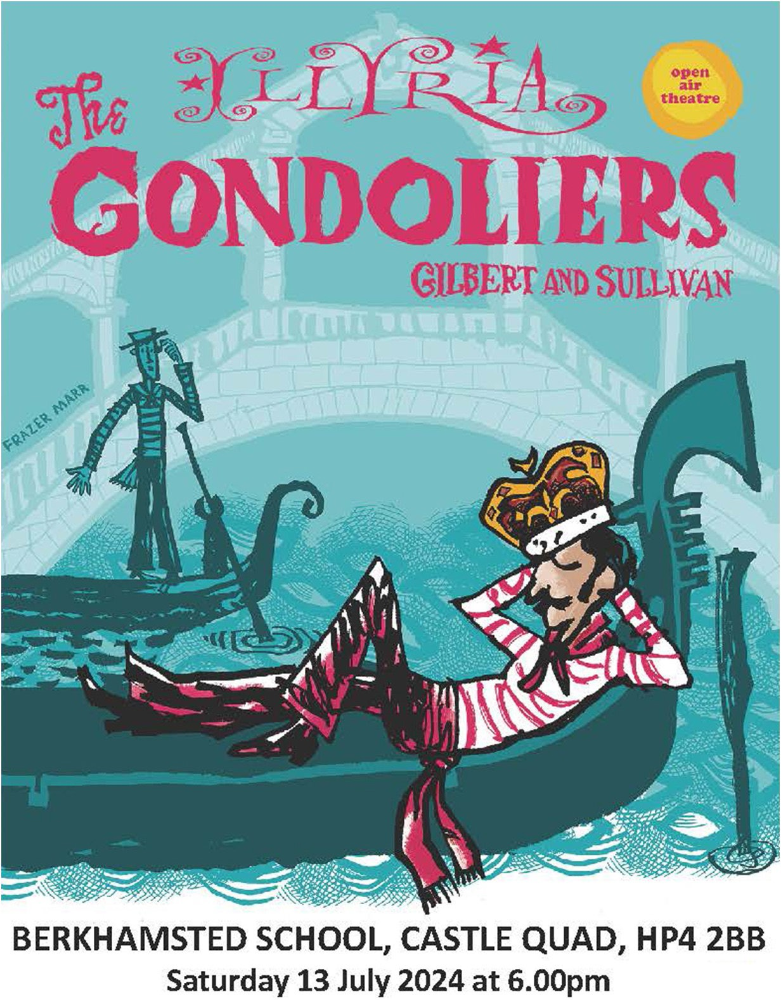 ILLYRIA
open
air
theatre
The
GONDOLIERS
GILBERT AND SULLIVAN
FRAZER MARR
BERKHAMSTED SCHOOL, CASTLE QUAD, HP4 2BB
Saturday 13 July 2024 at 6.00pm